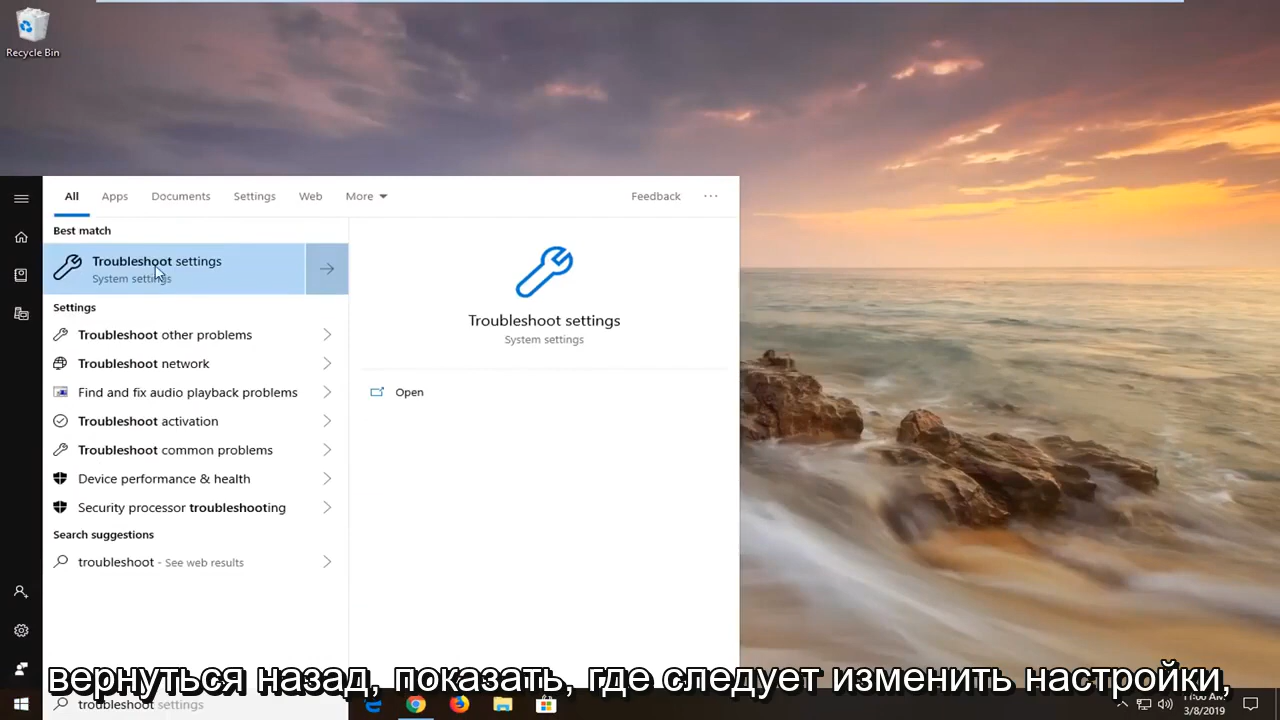 Recycle Bin
All Apps Documents Settings Web More Feedback ...
Best match
Troubleshoot settings
System settings
Settings
Troubleshoot other problems
Troubleshoot network
Find and fix audio playback problems
Troubleshoot activation
Troubleshoot common problems
Device performance & health
Security processor troubleshooting
Search suggestions
troubleshoot - See web results
Troubleshoot settings
System settings
Open
вернуться назад, показать, где следует изменить настройки,
troubleshoot settings
3/8/2019